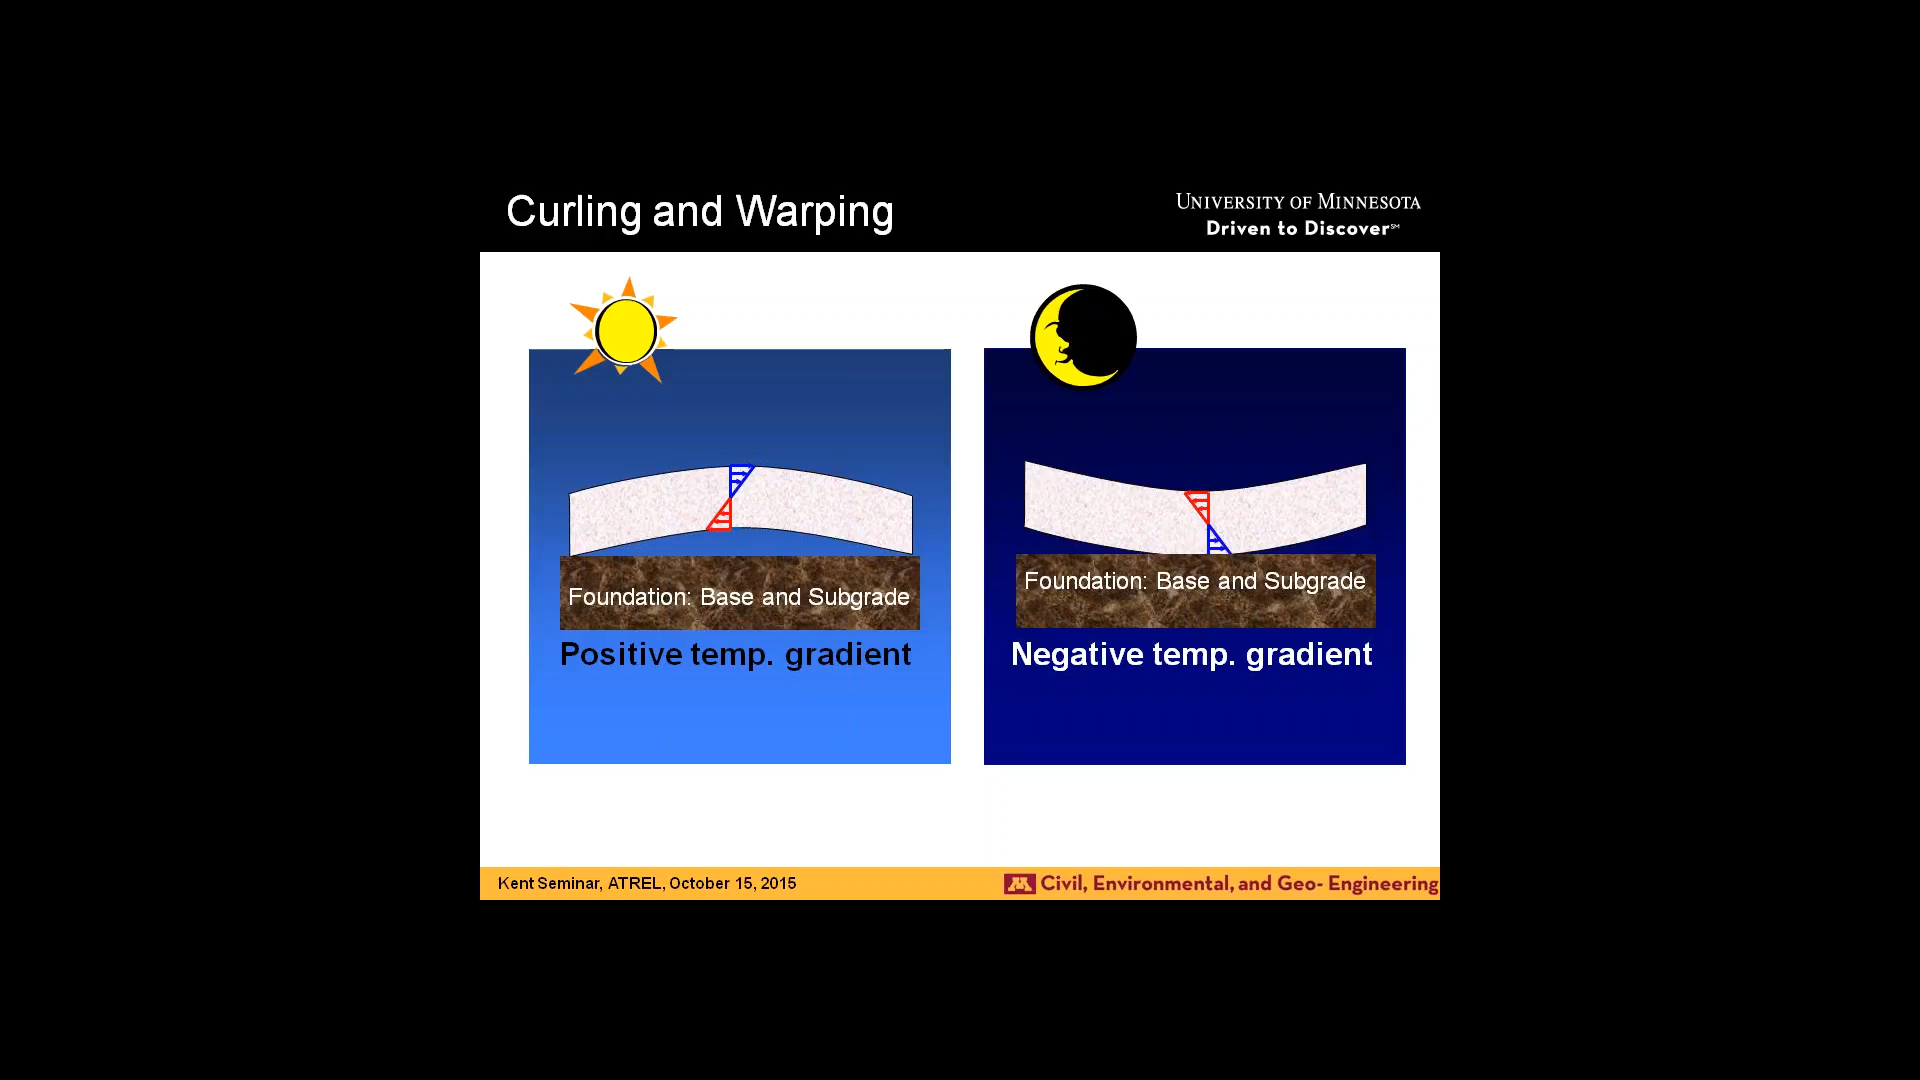 Curling and Warping
UNIVERSITY OF MINNESOTA
Driven to Discover℠
Foundation: Base and Subgrade
Positive temp. gradient
Foundation: Base and Subgrade
Negative temp. gradient
Kent Seminar, ATREL, October 15, 2015
M Civil, Environmental, and Geo- Engineering